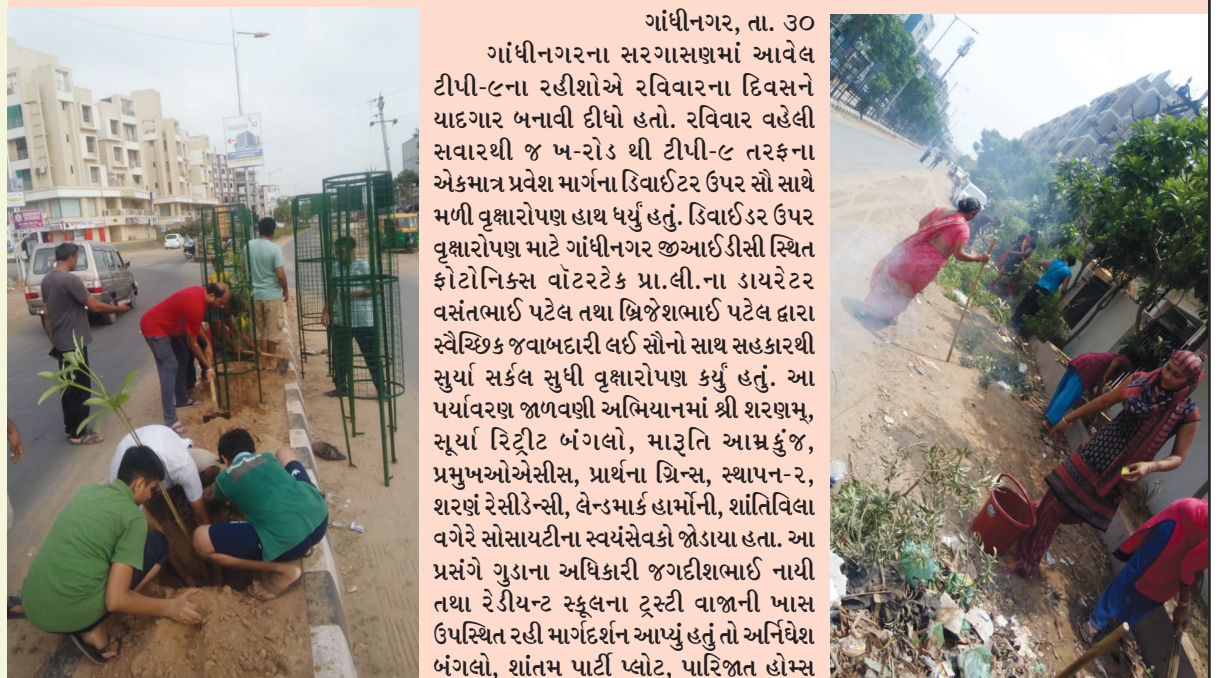 ગાંધીનગર, તા. ૩૦
ગાંધીનગરના સરગાસણમાં આવેલ
ટીપી-૯ના રહીશોએ રવિવારના દિવસને
યાદગાર બનાવી દીધો હતો. રવિવાર વહેલી
સવારથી જ ખ-રોડ થી ટીપી-૯ તરફના
એકમાત્ર પ્રવેશ માર્ગના ડિવાઈટર ઉપર સૌ સાથે
મળી વૃક્ષારોપણ હાથ ધર્યું હતું. ડિવાઈડર ઉપર
વૃક્ષારોપણ માટે ગાંધીનગર જીઆઈડીસી સ્થિત
ફોટોનિક્સ વૉટરટેક પ્રા.લી.ના ડાયરેટર
વસંતભાઈ પટેલ તથા બ્રિજેશભાઈ પટેલ દ્વારા
સ્વૈચ્છિક જવાબદારી લઈ સૌનો સાથ સહકારથી
સુર્યા સર્કલ સુધી વૃક્ષારોપણ કર્યું હતું. આ
પર્યાવરણ જાળવણી અભિયાનમાં શ્રી શરણમ્,
સૂર્યા રિટ્રીટ બંગલો, મારૂતિ આમ્રકુંજ,
પ્રમુખઓએસીસ, પ્રાર્થના ગ્રિન્સ, સ્થાપન-૨,
શરણં રેસીડેન્સી, લેન્ડમાર્ક હાર્મોની, શાંતિવિલા
વગેરે સોસાયટીના સ્વયંસેવકો જોડાયા હતા. આ
પ્રસંગે ગુડાના અધિકારી જગદીશભાઈ નાયી
તથા રેડીયન્ટ સ્કૂલના ટ્રસ્ટી વાજાની ખાસ
ઉપસ્થિત રહી માર્ગદર્શન આપ્યું હતું તો અર્નિઘેશ
બંગલો, શાંતમ પાર્ટી પ્લોટ, પારિજાત હોમ્સ